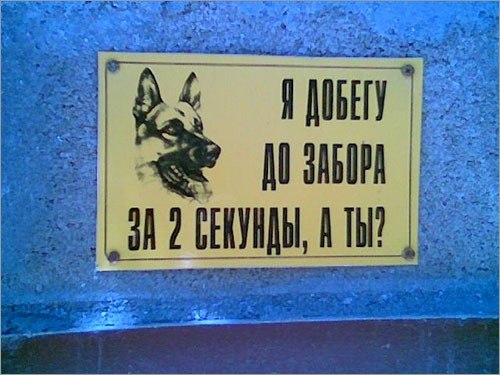 Я ДОБЕГУ
ДО ЗАБОРА
ЗА 2 СЕКУНДЫ, А ТЫ?